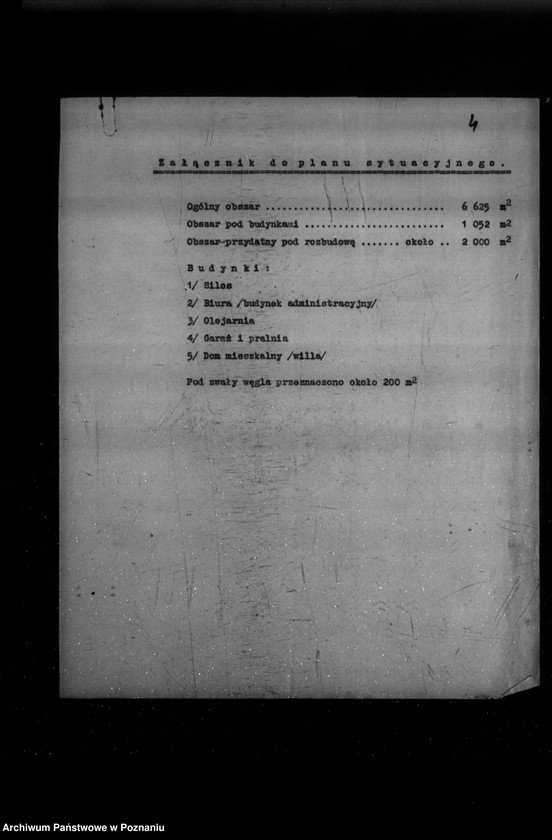 4
Załącznik do planu sytuacyjnego.
Ogólny obszar ................................ 6 625 m²
Obszar pod budynkami ......................... 1 052 m²
Obszar przydatny pod rozbudowę ....... około .. 2 000 m²
Budynki:
1/ Silos
2/ Biura /budynek administracyjny/
3/ Olejarnia
4/ Garaż i pralnia
5/ Dom mieszkalny /willa/
Pod zwały węgla przeznaczono około 200 m²
Archiwum Państwowe w Poznaniu